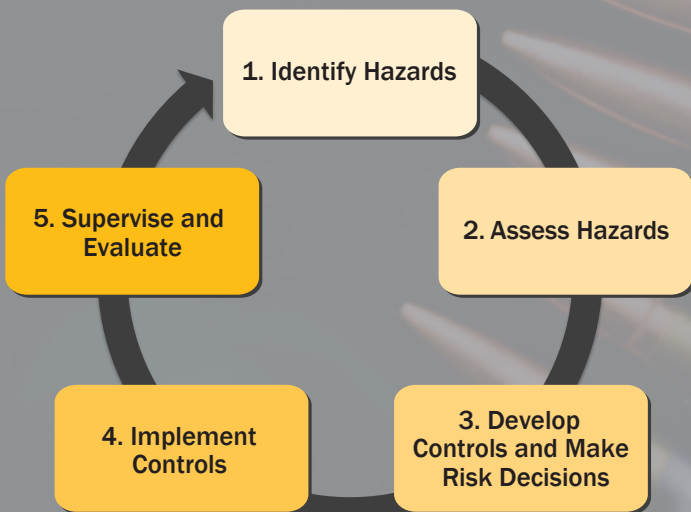 1. Identify Hazards
2. Assess Hazards
3. Develop
Controls and Make
Risk Decisions
4. Implement
Controls
5. Supervise and
Evaluate